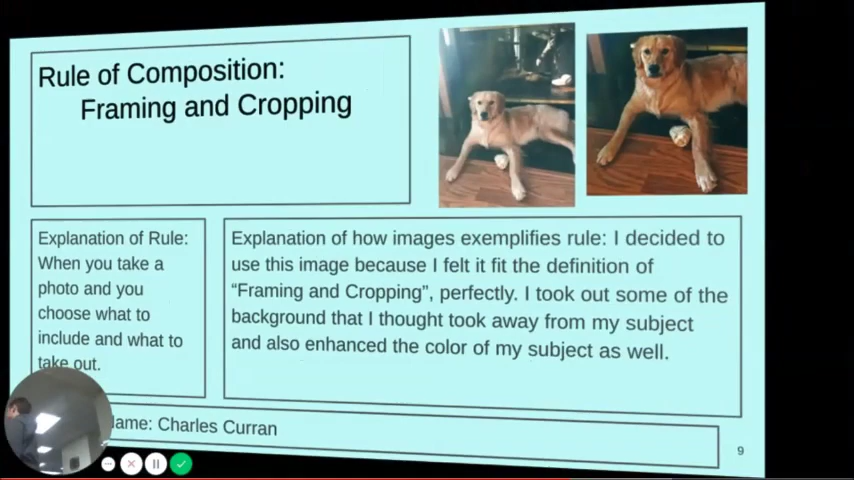 Rule of Composition:
Framing and Cropping
Explanation of Rule:
When you take a
photo and you
choose what to
include and what to
take out.
Explanation of how images exemplifies rule: I decided to
use this image because I felt it fit the definition of
“Framing and Cropping”, perfectly. I took out some of the
background that I thought took away from my subject
and also enhanced the color of my subject as well.
Name: Charles Curran
9